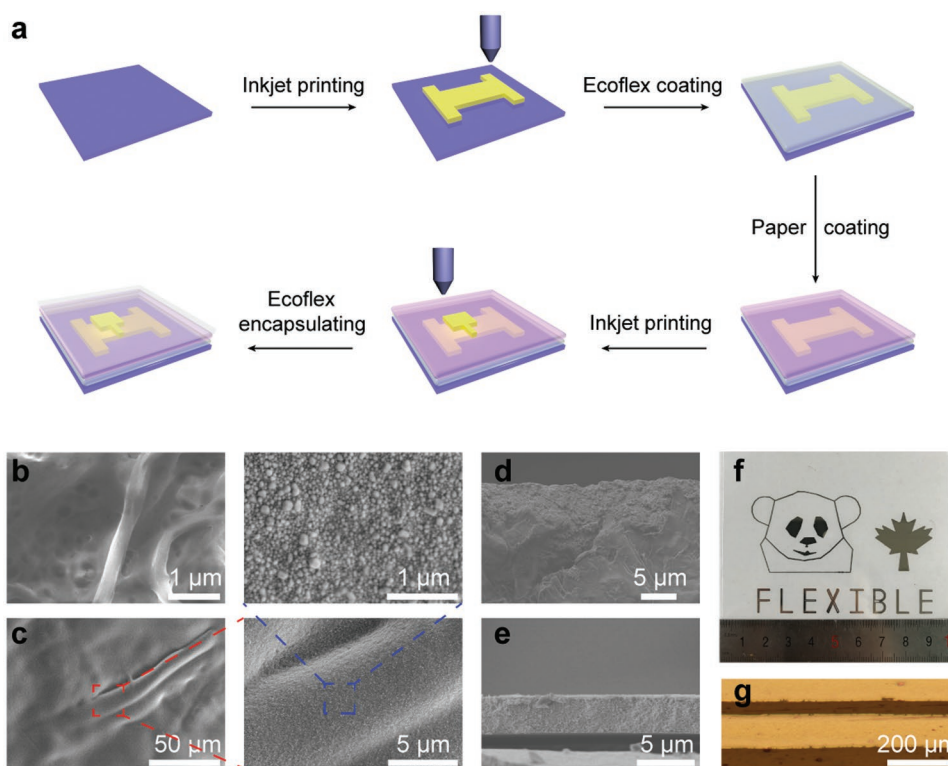 a
Inkjet printing
Ecoflex coating
Paper coating
Inkjet printing
Ecoflex
encapsulating
b
1 μm
1 μm
d
5 μm
f
FLEXIBLE
1 2 3 4 5 6 7 8 9
c
50 μm
5 μm
e
5 μm
g
200 μm